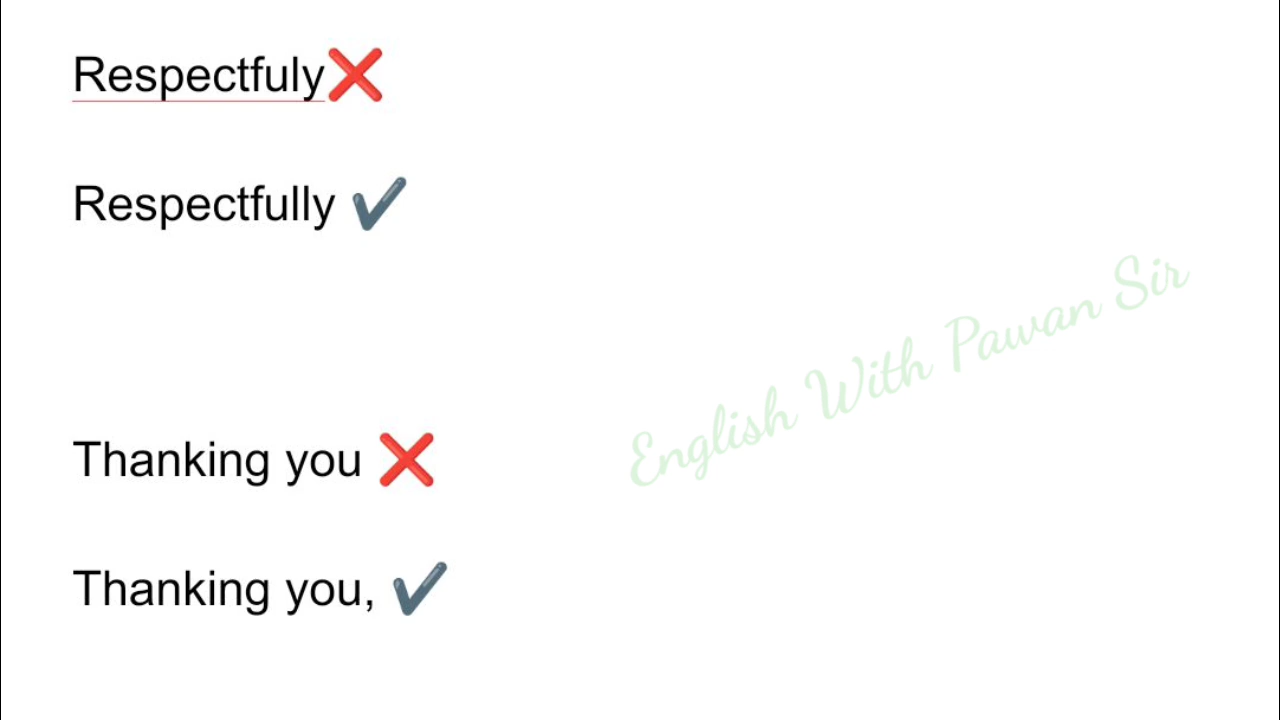 Respectfuly❌
Respectfully ✔
English With Pawan Sir
Thanking you ❌
Thanking you, ✔